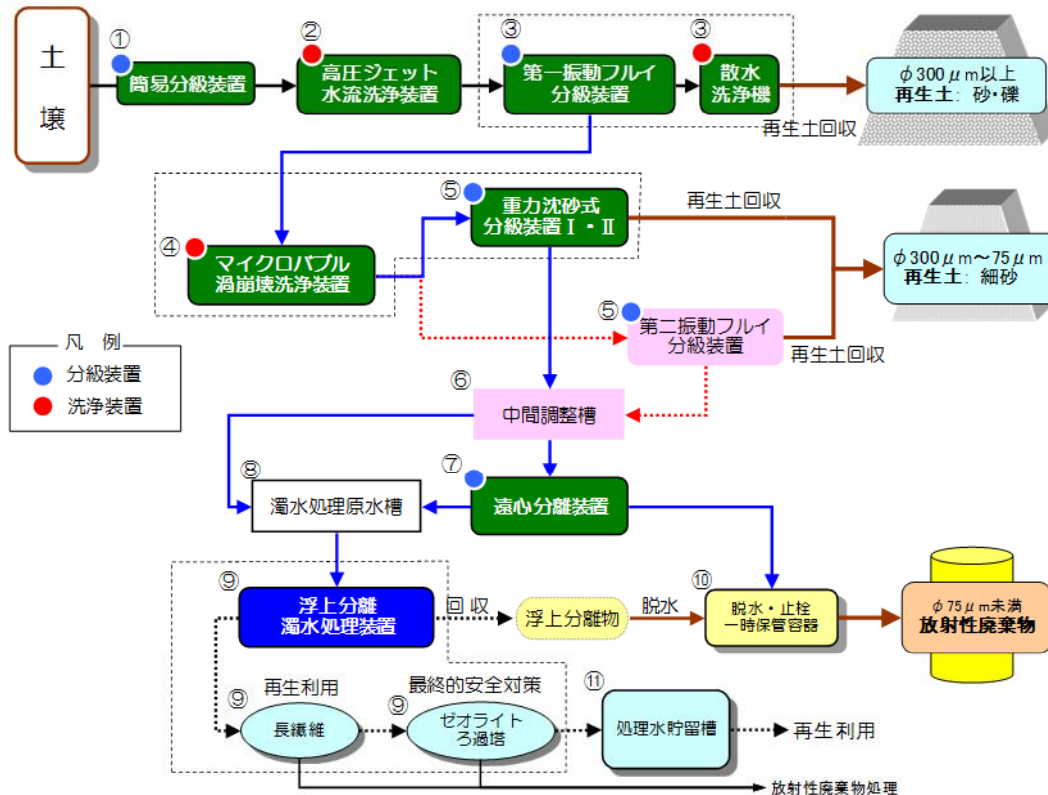 土
壌
①
簡易分級装置
②
高圧ジェット
水流洗浄装置
③
第一振動フルイ
分級装置
③
散水
洗浄機
再生土回収
φ300μm以上
再生土：砂・礫
④
マイクロバブル
渦崩壊洗浄装置
⑤
重力沈砂式
分級装置Ⅰ・Ⅱ
再生土回収
φ300μm～75μm
再生土：細砂
⑤
第二振動フルイ
分級装置
再生土回収
凡　例
分級装置
洗浄装置
⑥
中間調整槽
⑦
遠心分離装置
⑧
濁水処理原水槽
⑨
浮上分離
濁水処理装置
回収
浮上分離物
脱水
⑩
脱水・止栓
一時保管容器
φ75μm未満
放射性廃棄物
再生利用
⑨
長繊維
最終的安全対策
⑨
ゼオライト
ろ過塔
⑪
処理水貯留槽
再生利用
放射性廃棄物処理